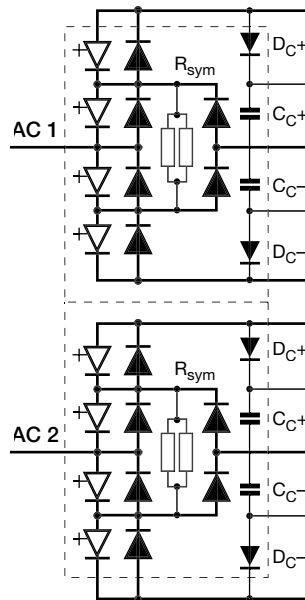 D_C+
R_sym
C_C+
AC 1
C_C−
D_C−
D_C+
R_sym
C_C+
AC 2
C_C−
D_C−